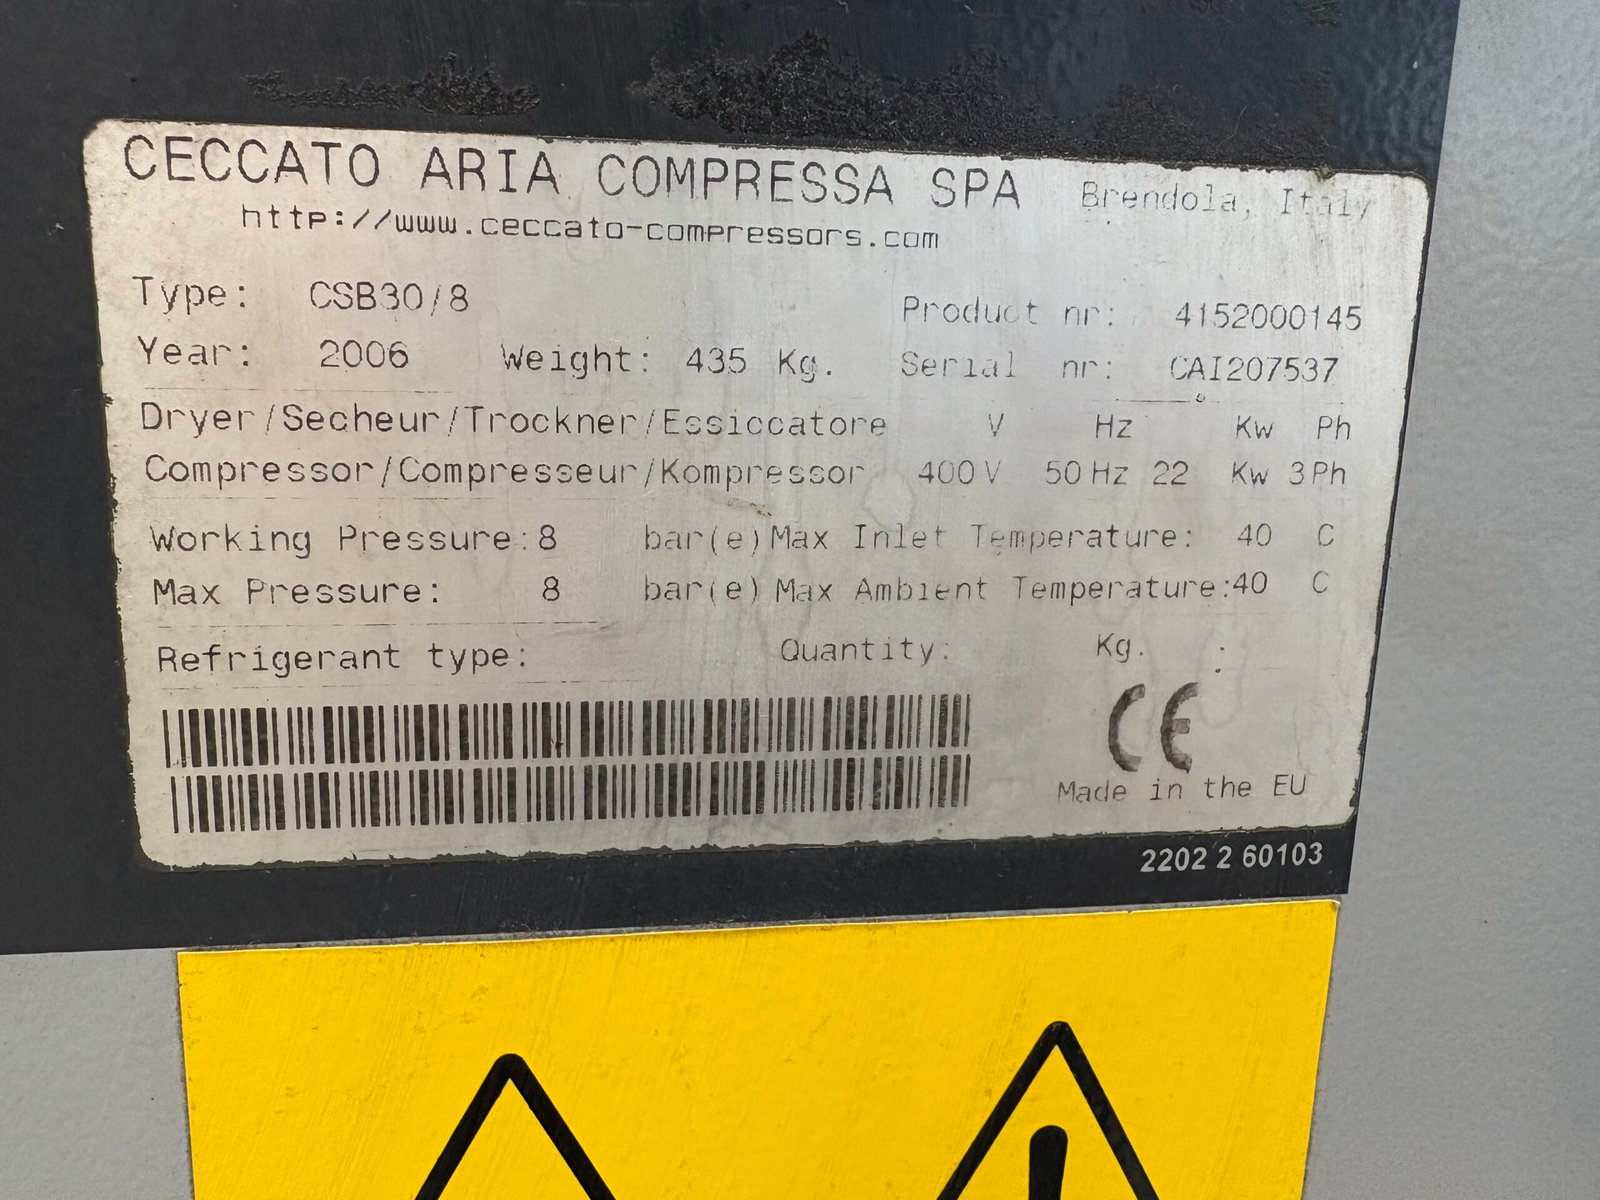 CECCATO ARIA COMPRESSA SPA Brendola, Italy
http://www.ceccato-compressors.com
Type: CSB30/8 Product nr: 4152000145
Year: 2006 Weight: 435 Kg. Serial nr: CAI207537
Dryer/Secheur/Trockner/Essiccatore V Hz Kw Ph
Compressor/Compresseur/Kompressor 400V 50Hz 22 Kw 3Ph
Working Pressure:8 bar(e) Max Inlet Temperature: 40 C
Max Pressure: 8 bar(e) Max Ambient Temperature:40 C
Refrigerant type: Quantity: Kg. :
CE
Made in the EU
2202 2 60103